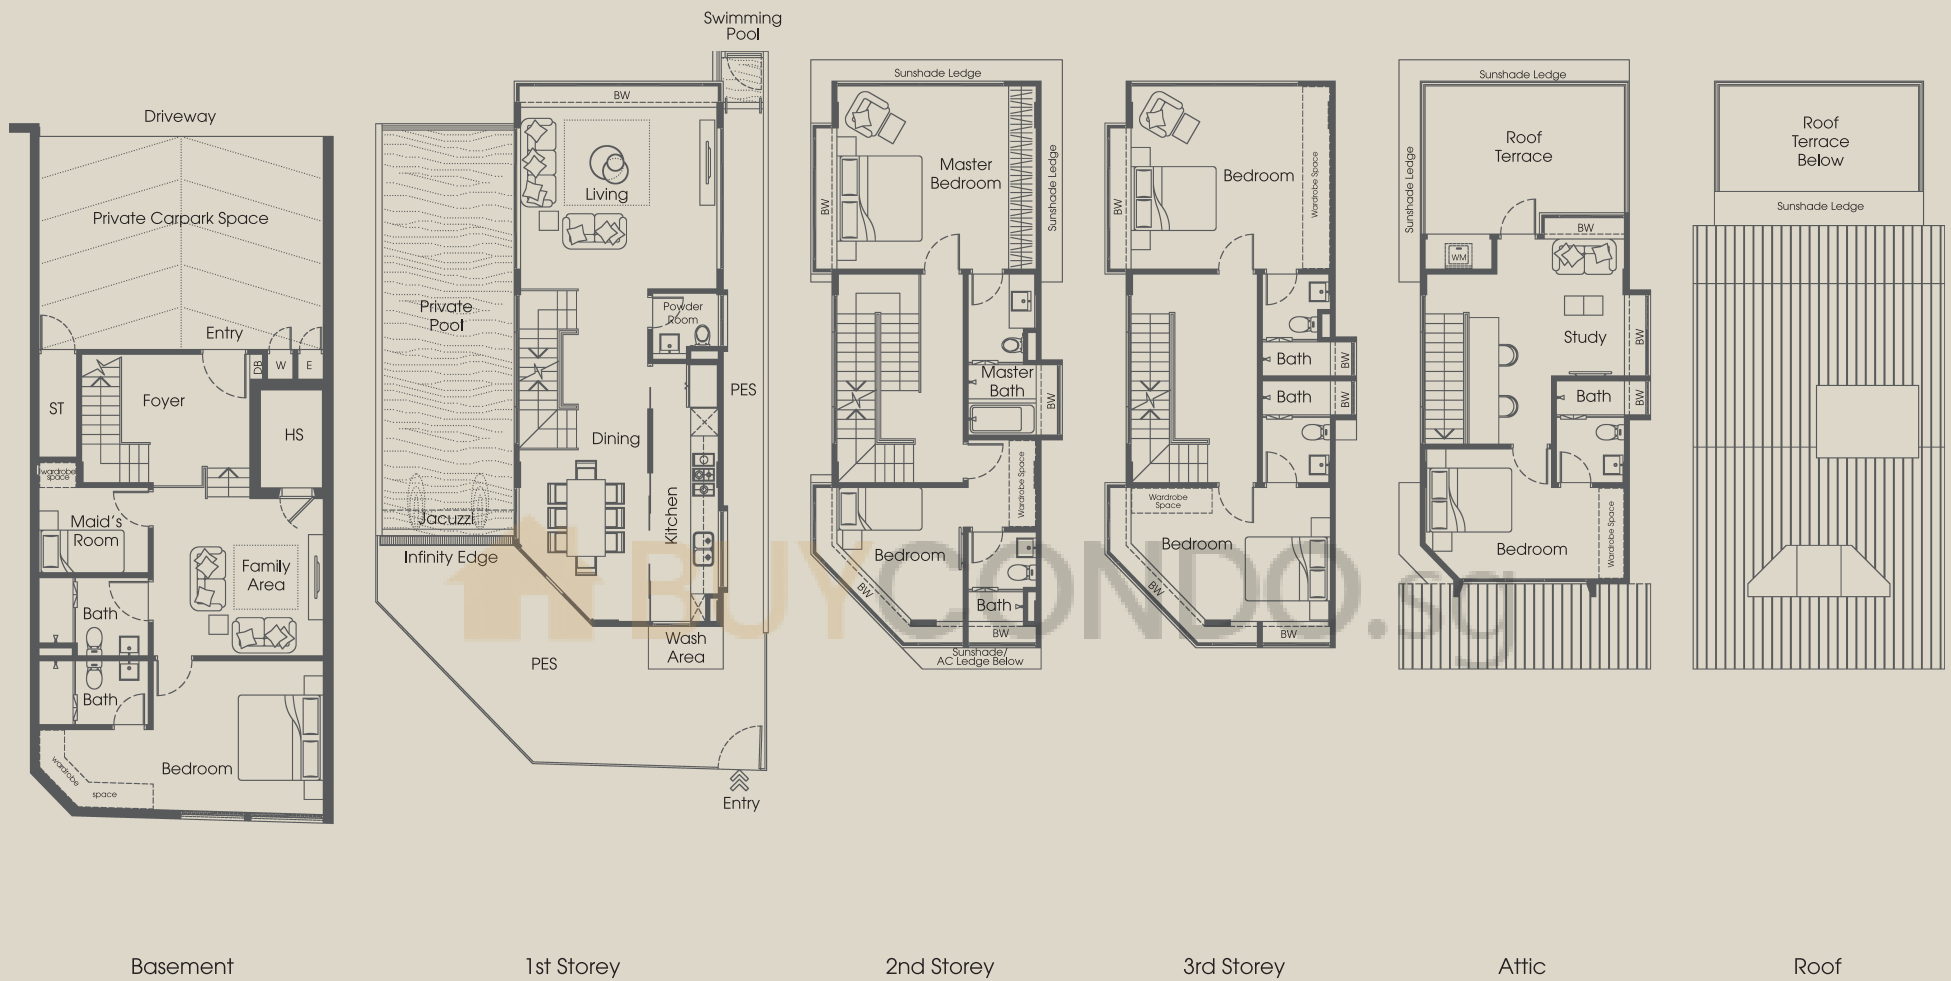 Driveway
Private Carpark Space
Entry
DB
W
E
ST
Foyer
HS
wardrobe
space
Maid's
Room
Family
Area
Bath
Bath
Bedroom
wardrobe
space
Basement
Swimming
Pool
BW
Living
Private
Pool
Powder
Room
PES
Dining
Kitchen
Jacuzzi
Infinity Edge
Wash
Area
PES
Entry
1st Storey
Sunshade Ledge
Master
Bedroom
BW
Sunshade Ledge
Master
Bath
BW
Wardrobe Space
Bedroom
BW
Bath
BW
Sunshade/
AC Ledge Below
2nd Storey
Bedroom
Wardrobe Space
BW
Bath
BW
Bath
BW
Wardrobe
Space
Bedroom
BW
BW
3rd Storey
Sunshade Ledge
Roof
Terrace
Sunshade Ledge
BW
WM
Study
BW
Bath
BW
Bedroom
Wardrobe Space
Attic
Roof
Terrace
Below
Sunshade Ledge
Roof
BUYCONDO.sg